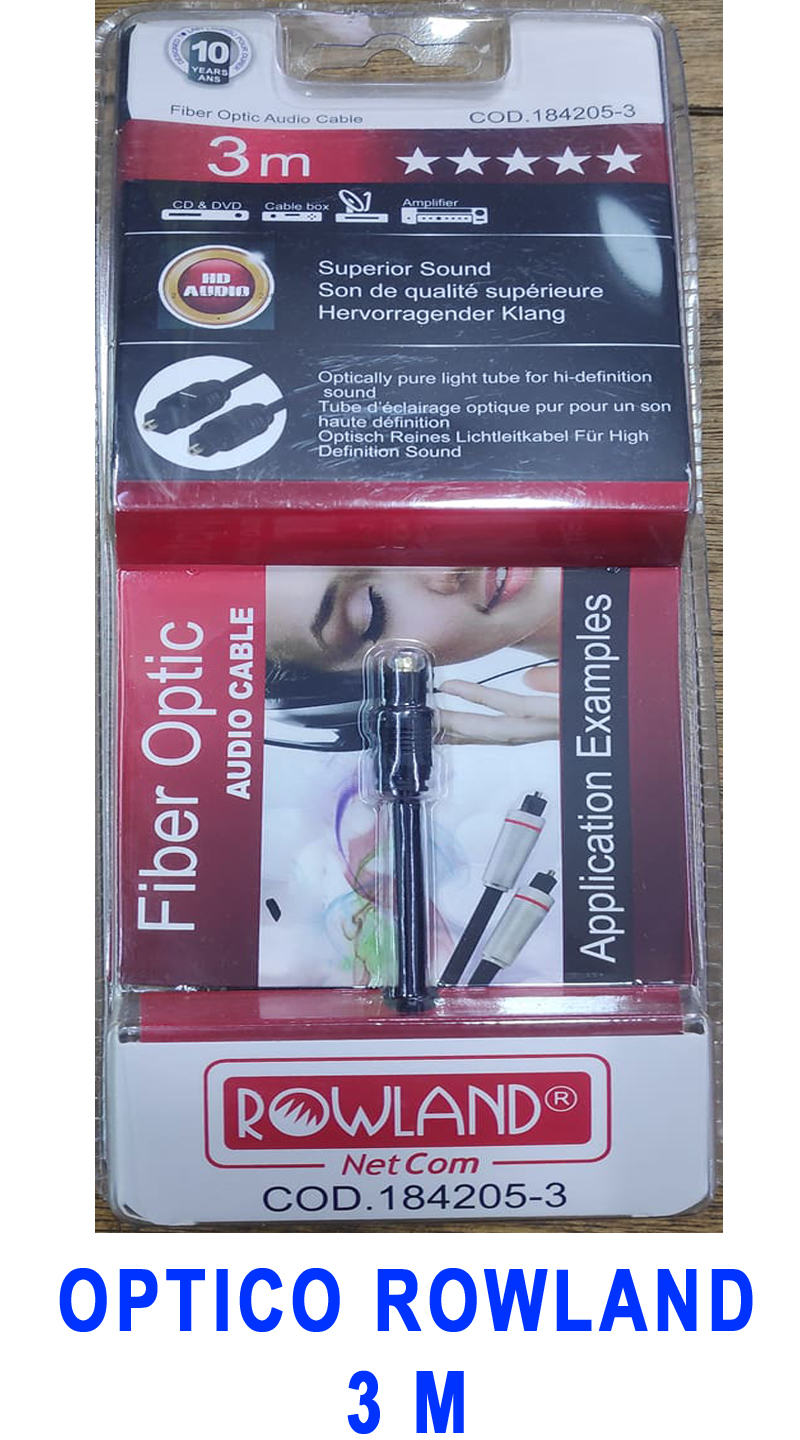 10
YEARS
ANS
Fiber Optic Audio Cable
COD.184205-3
3m
CD & DVD
Cable box
Amplifier
HD
AUDIO
Superior Sound
Son de qualité supérieure
Hervorragender Klang
Optically pure light tube for hi-definition
sound
Tube d'éclairage optique pur pour un son
haute définition
Optisch Reines Lichtleitkabel Für High
Definition Sound
Fiber Optic
AUDIO CABLE
Application Examples
ROWLAND®
NetCom
COD.184205-3
OPTICO ROWLAND
3 M